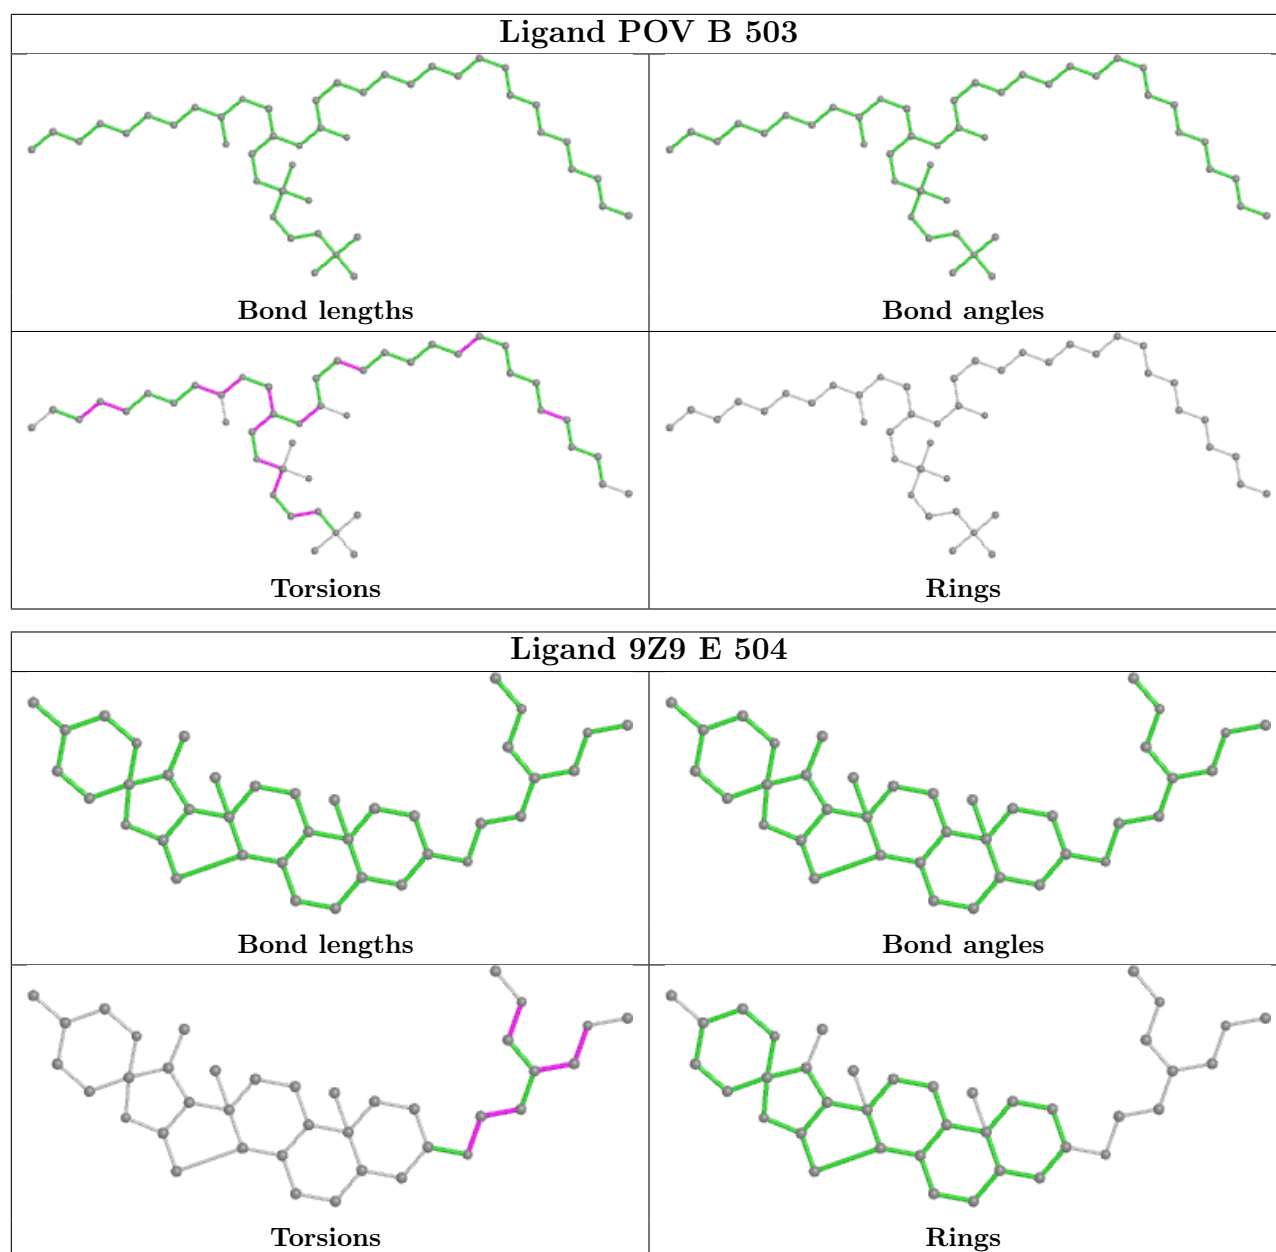 Ligand POV B 503
Bond lengths
Bond angles
Torsions
Rings
Ligand 9Z9 E 504
Bond lengths
Bond angles
Torsions
Rings